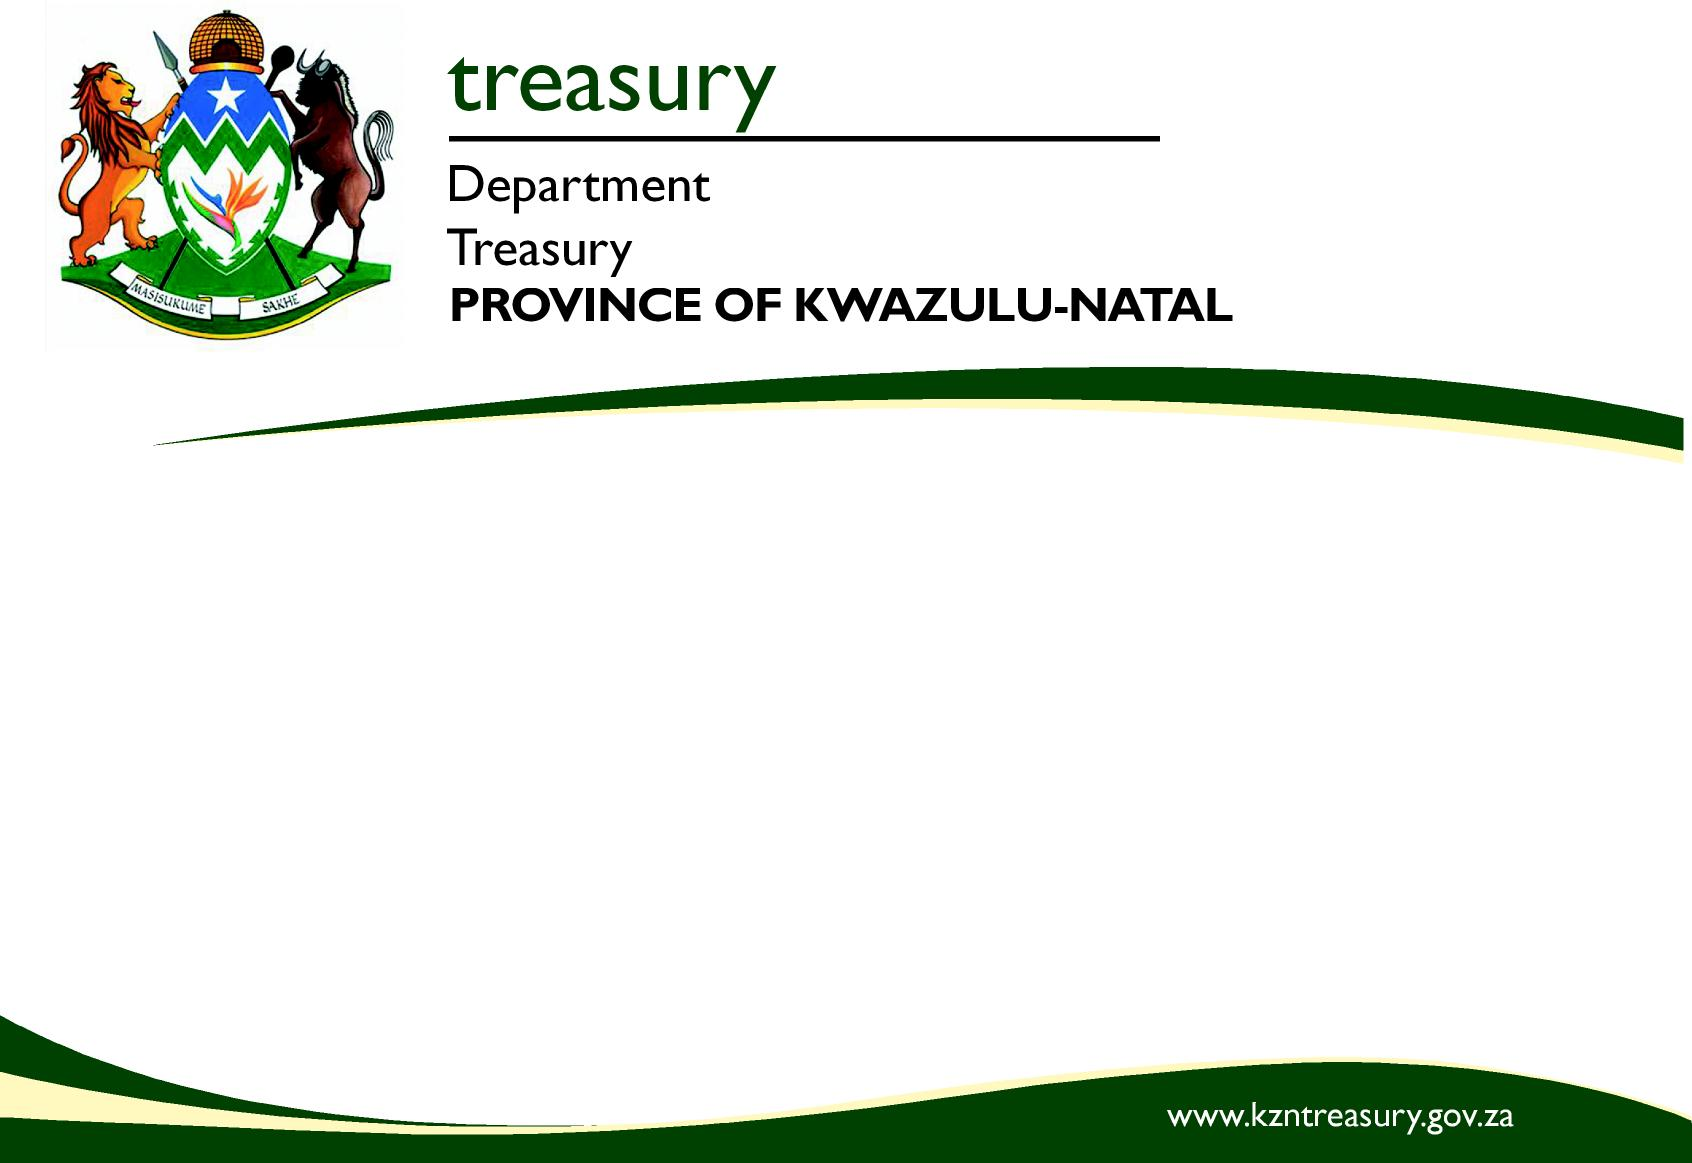 treasury
Department
Treasury
PROVINCE OF KWAZULU-NATAL
MASISUKUME SAKHE
www.kzntreasury.gov.za